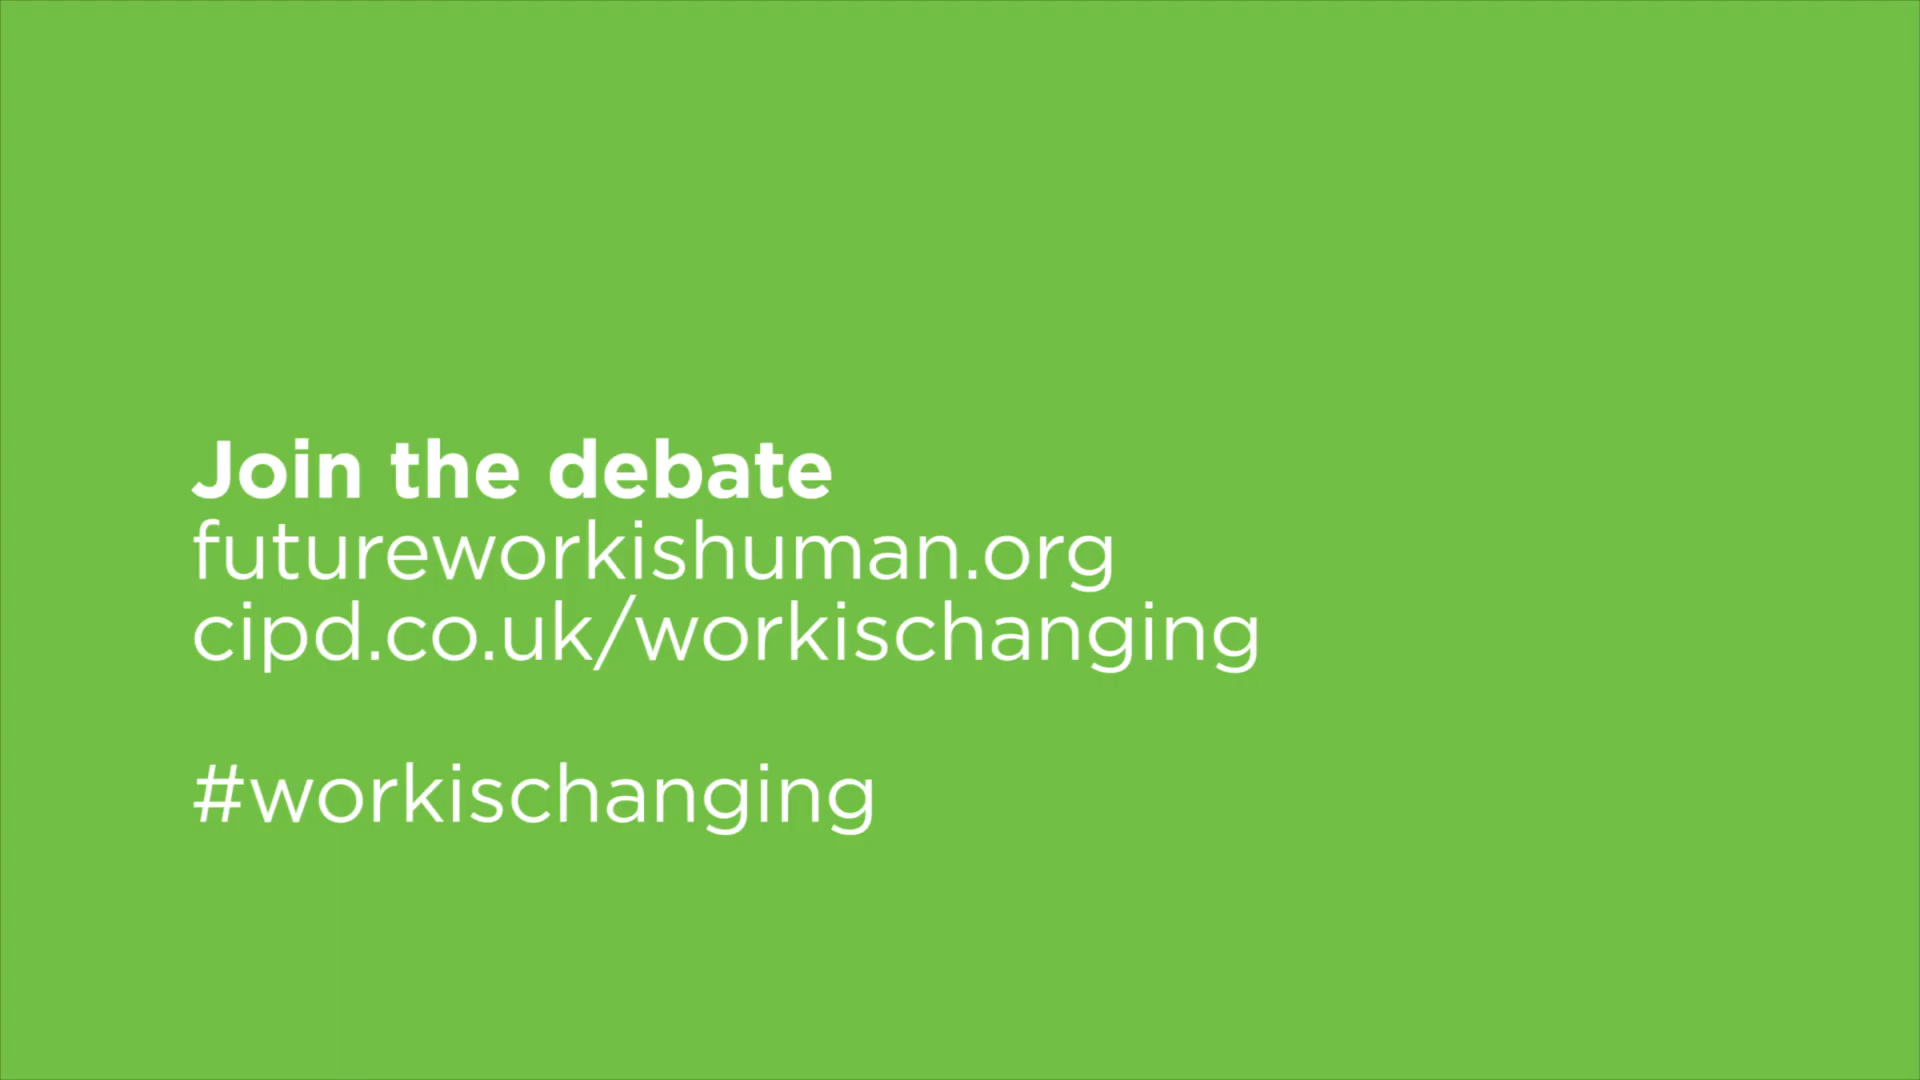 Join the debate
futureworkishuman.org
cipd.co.uk/workischanging
#workischanging